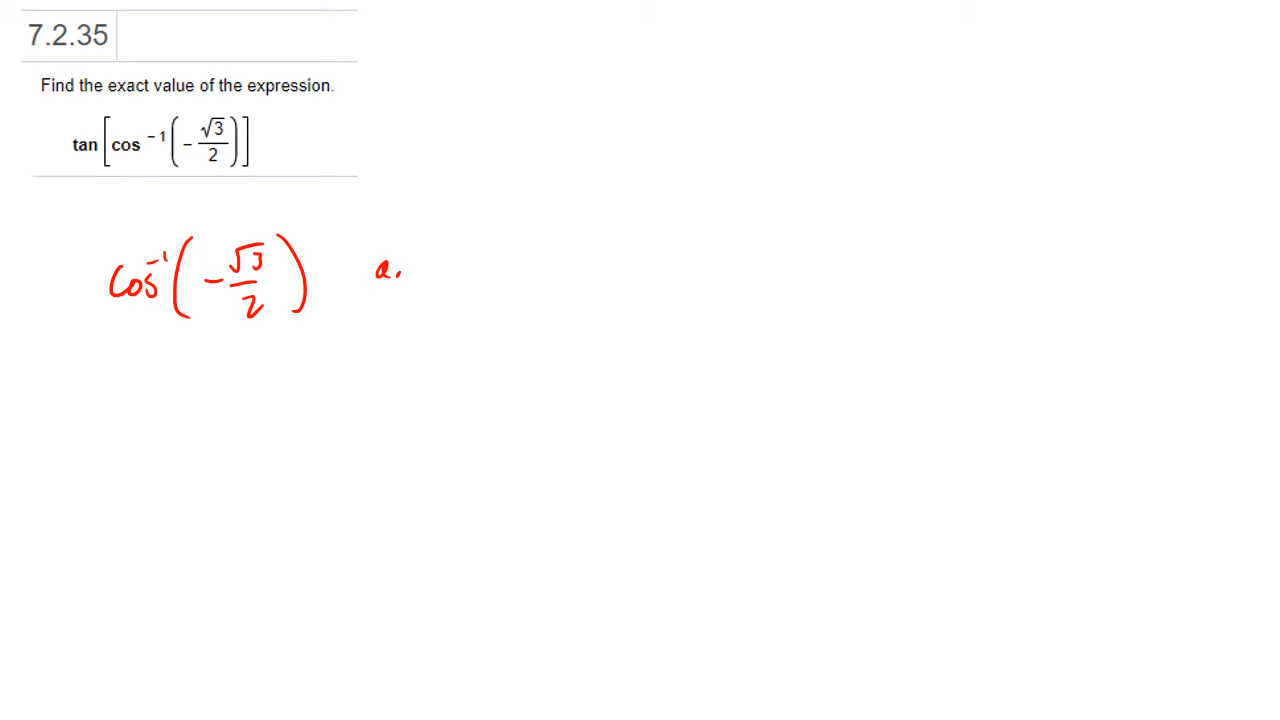 7.2.35
Find the exact value of the expression.
tan [cos⁻¹ (-√3/2)]
cos⁻¹ (-√3/2) a.